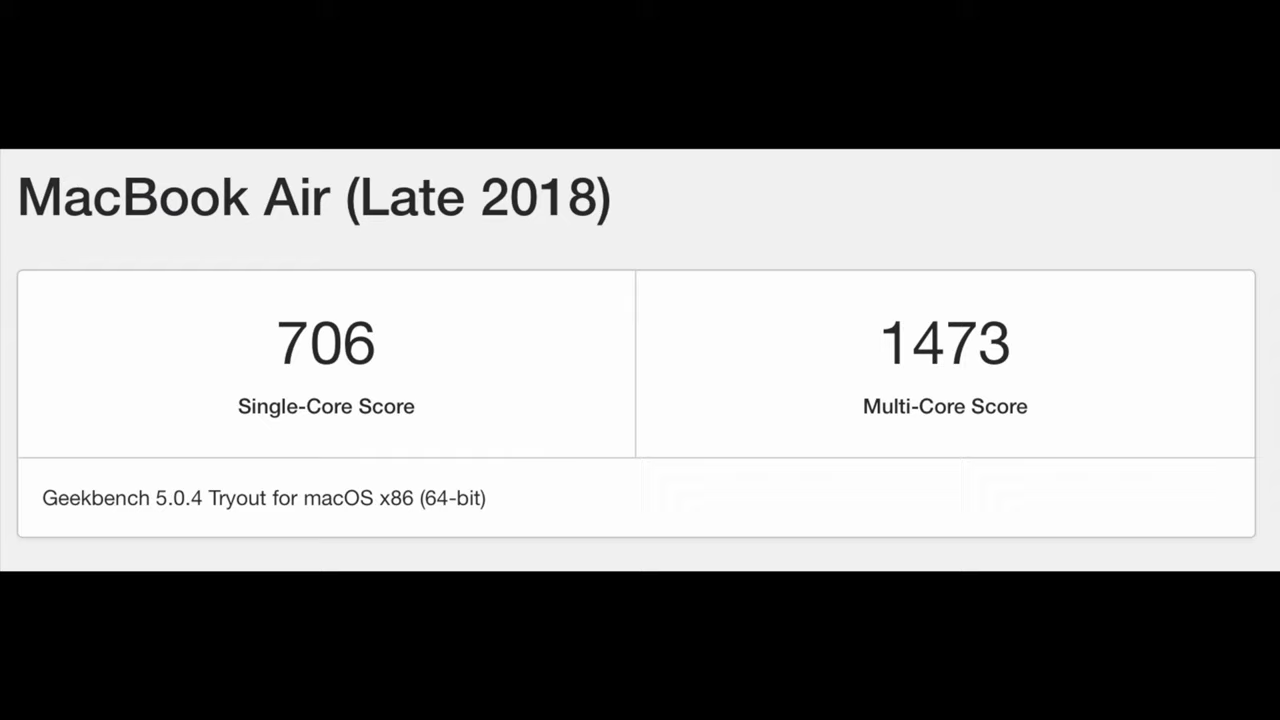 MacBook Air (Late 2018)
706
Single-Core Score
1473
Multi-Core Score
Geekbench 5.0.4 Tryout for macOS x86 (64-bit)